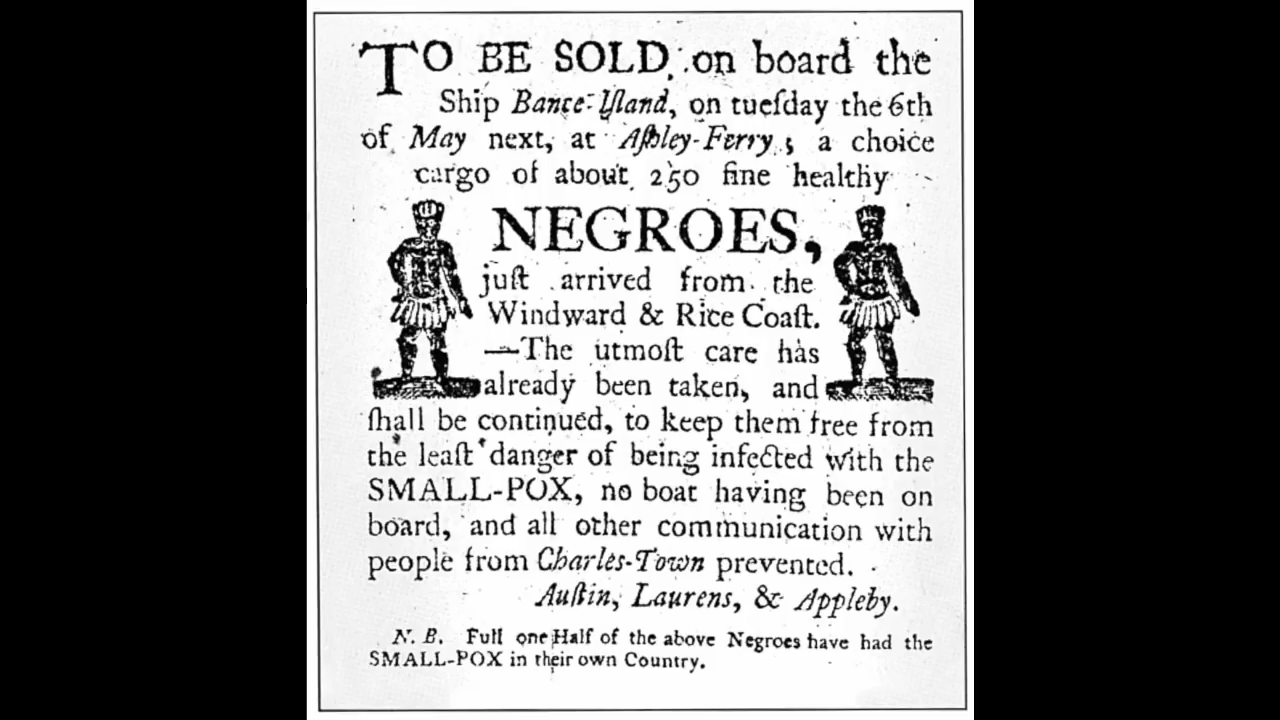 TO BE SOLD, on board the
Ship Bance-Iſland, on tueſday the 6th
of May next, at Aſhley-Ferry; a choice
cargo of about 250 fine healthy
NEGROES,
juſt arrived from the
Windward & Rice Coaſt.
—The utmoſt care has
already been taken, and
ſhall be continued, to keep them free from
the leaſt danger of being infected with the
SMALL-POX, no boat having been on
board, and all other communication with
people from Charles-Town prevented.
Auſtin, Laurens, & Appleby.
N. B. Full one Half of the above Negroes have had the
SMALL-POX in their own Country.